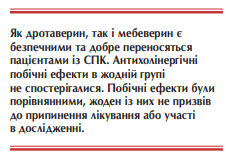 Як дротаверин, так і мебеверин є
безпечними та добре переносяться
пацієнтами із СПК. Антихолінергічні
побічні ефекти в жодній групі
не спостерігалися. Побічні ефекти були
порівнянними, жоден із них не призвів
до припинення лікування або участі
в дослідженні.